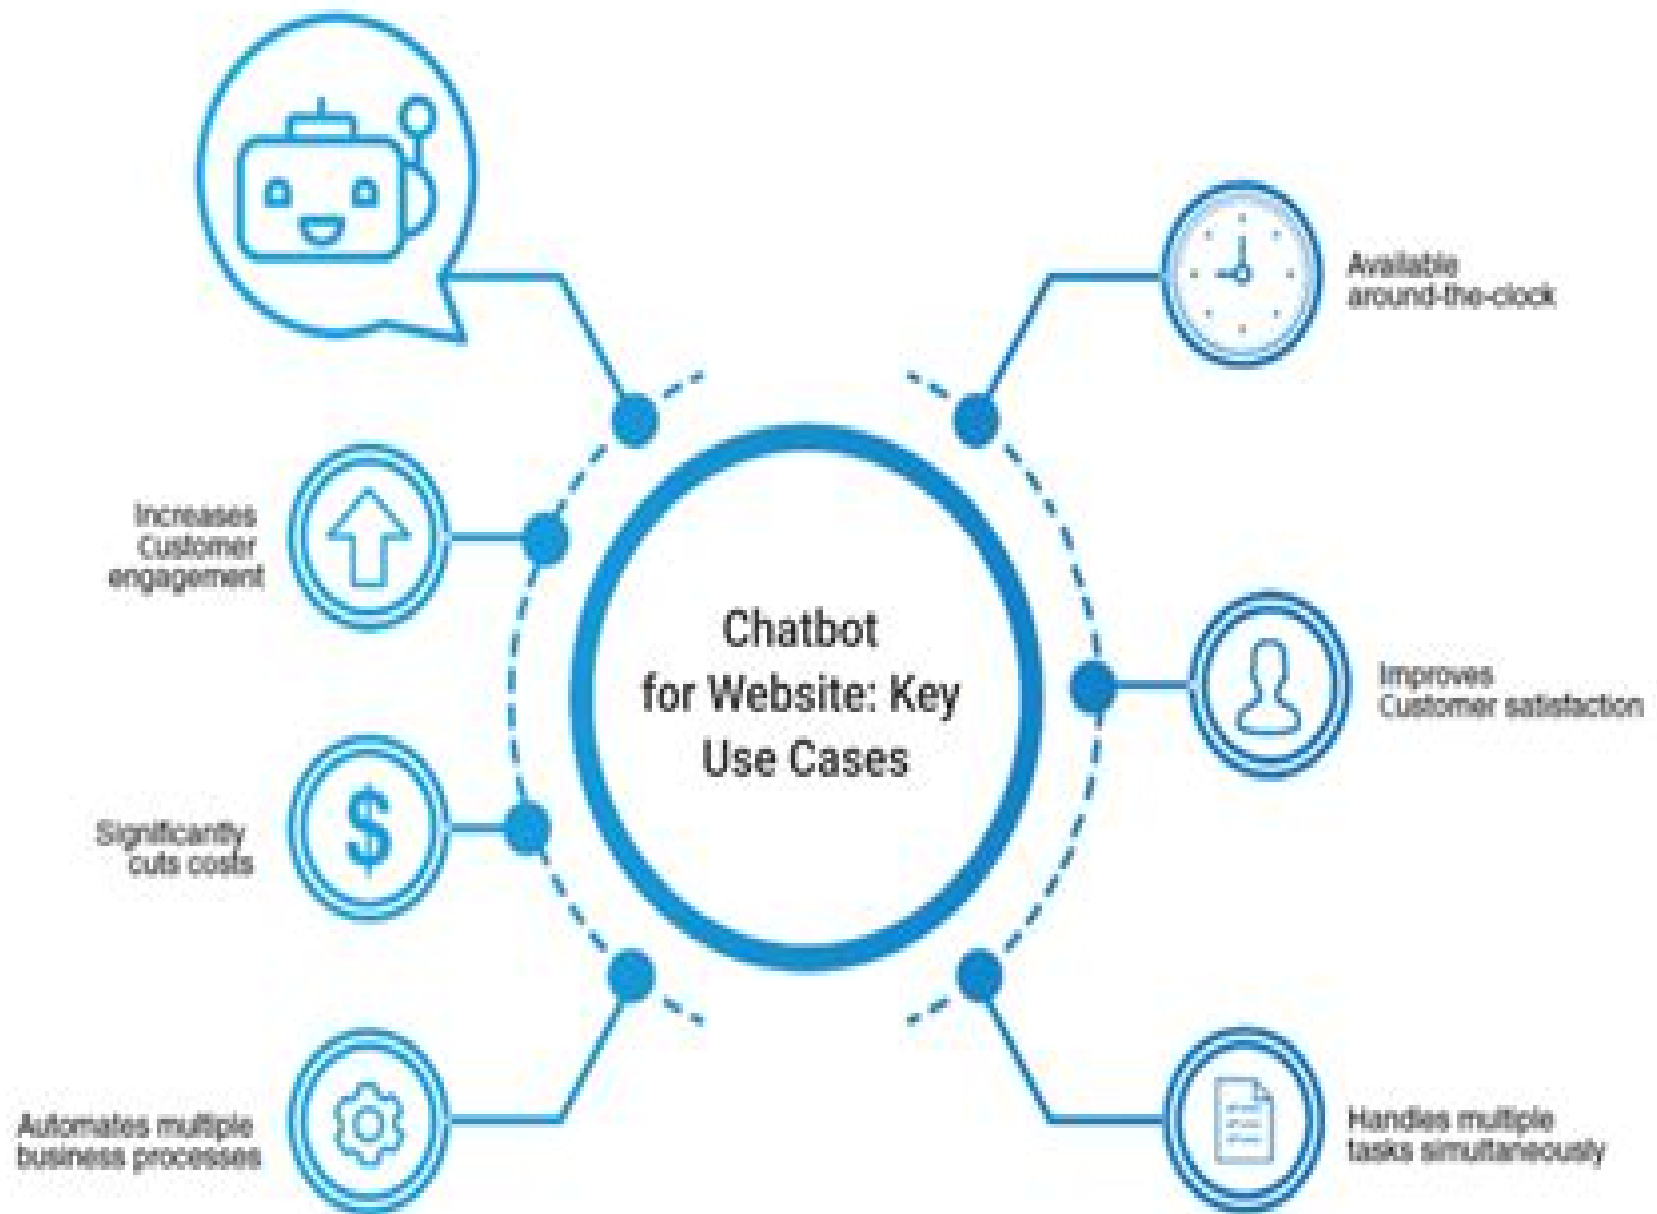 Chatbot
for Website: Key
Use Cases
Increases
Customer
engagement
Significantly
cuts costs
Automates multiple
business processes
Available
around-the-clock
Improves
Customer satisfaction
Handles multiple
tasks simultaneously
$